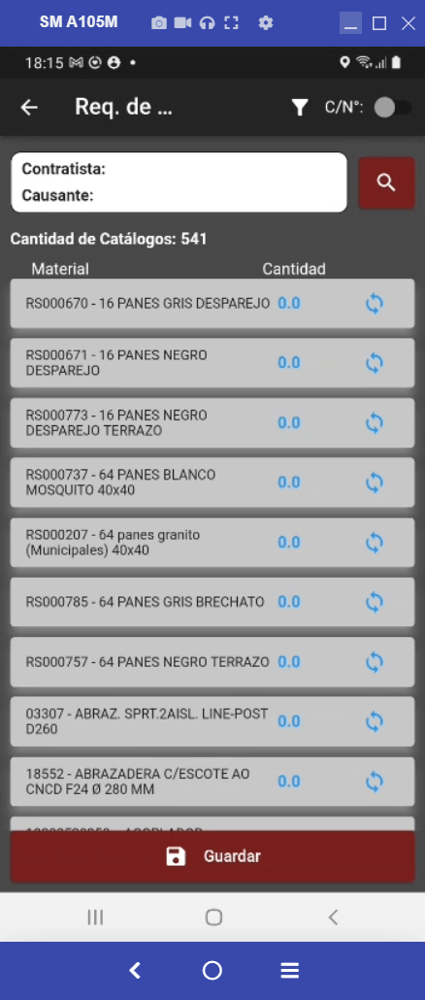 SM A105M
18:15
Req. de ...
C/N°:
Contratista:
Causante:
Cantidad de Catálogos: 541
Material Cantidad
RS000670 - 16 PANES GRIS DESPAREJO 0.0
RS000671 - 16 PANES NEGRO
DESPAREJO
0.0
RS000773 - 16 PANES NEGRO
DESPAREJO TERRAZO
0.0
RS000737 - 64 PANES BLANCO
MOSQUITO 40x40
0.0
RS000207 - 64 panes granito
(Municipales) 40x40
0.0
RS000785 - 64 PANES GRIS BRECHATO 0.0
RS000757 - 64 PANES NEGRO TERRAZO 0.0
03307 - ABRAZ. SPRT.2AISL. LINE-POST
D260
0.0
18552 - ABRAZADERA C/ESCOTE AO
CNCD F24 Ø 280 MM
0.0
Guardar